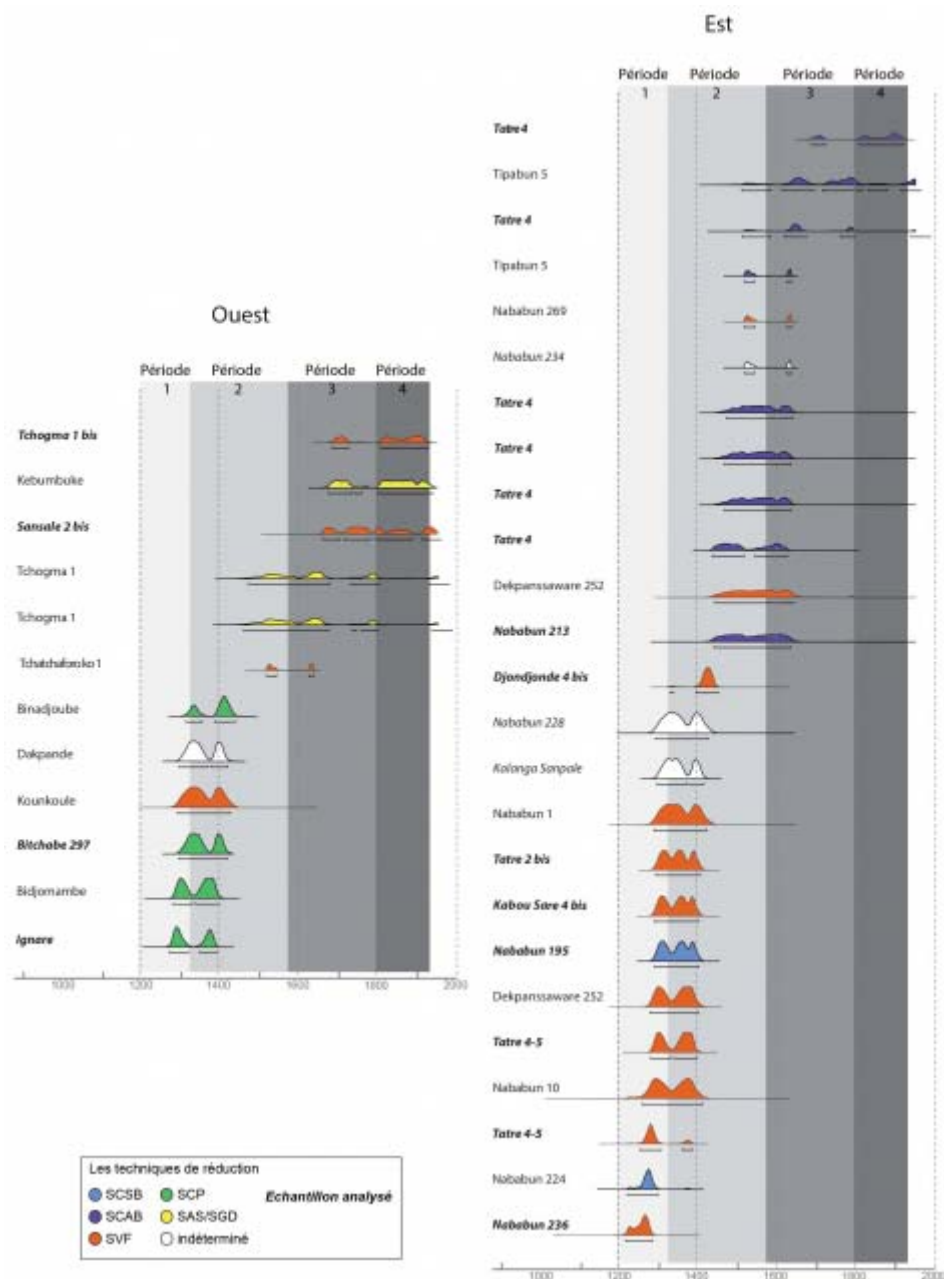 Est
Période 1 Période 2 Période 3 Période 4
Tatre 4
Tipabun 5
Tatre 4
Tipabun 5
Nababun 269
Nababun 234
Tatre 4
Tatre 4
Tatre 4
Tatre 4
Dekpanssaware 252
Nababun 213
Djondjonde 4 bis
Nababun 228
Kalanga Sanpale
Nababun 1
Tatre 2 bis
Kabou Sare 4 bis
Nababun 195
Dekpanssaware 252
Tatre 4-5
Nababun 10
Tatre 4-5
Nababun 224
Nababun 236
1000 1200 1400 1600 1800 2000
Ouest
Période 1 Période 2 Période 3 Période 4
Tchogma 1 bis
Kebumbuke
Sansale 2 bis
Tchogma 1
Tchogma 1
Tchatchaforoko 1
Binadjoube
Dakpande
Kounkoule
Bitchobe 297
Bidjomambe
Ignare
1000 1200 1400 1600 1800 2000
Les techniques de réduction
SCSB SCP Echantillon analysé
SCAB SAS/SGD
SVF indéterminé